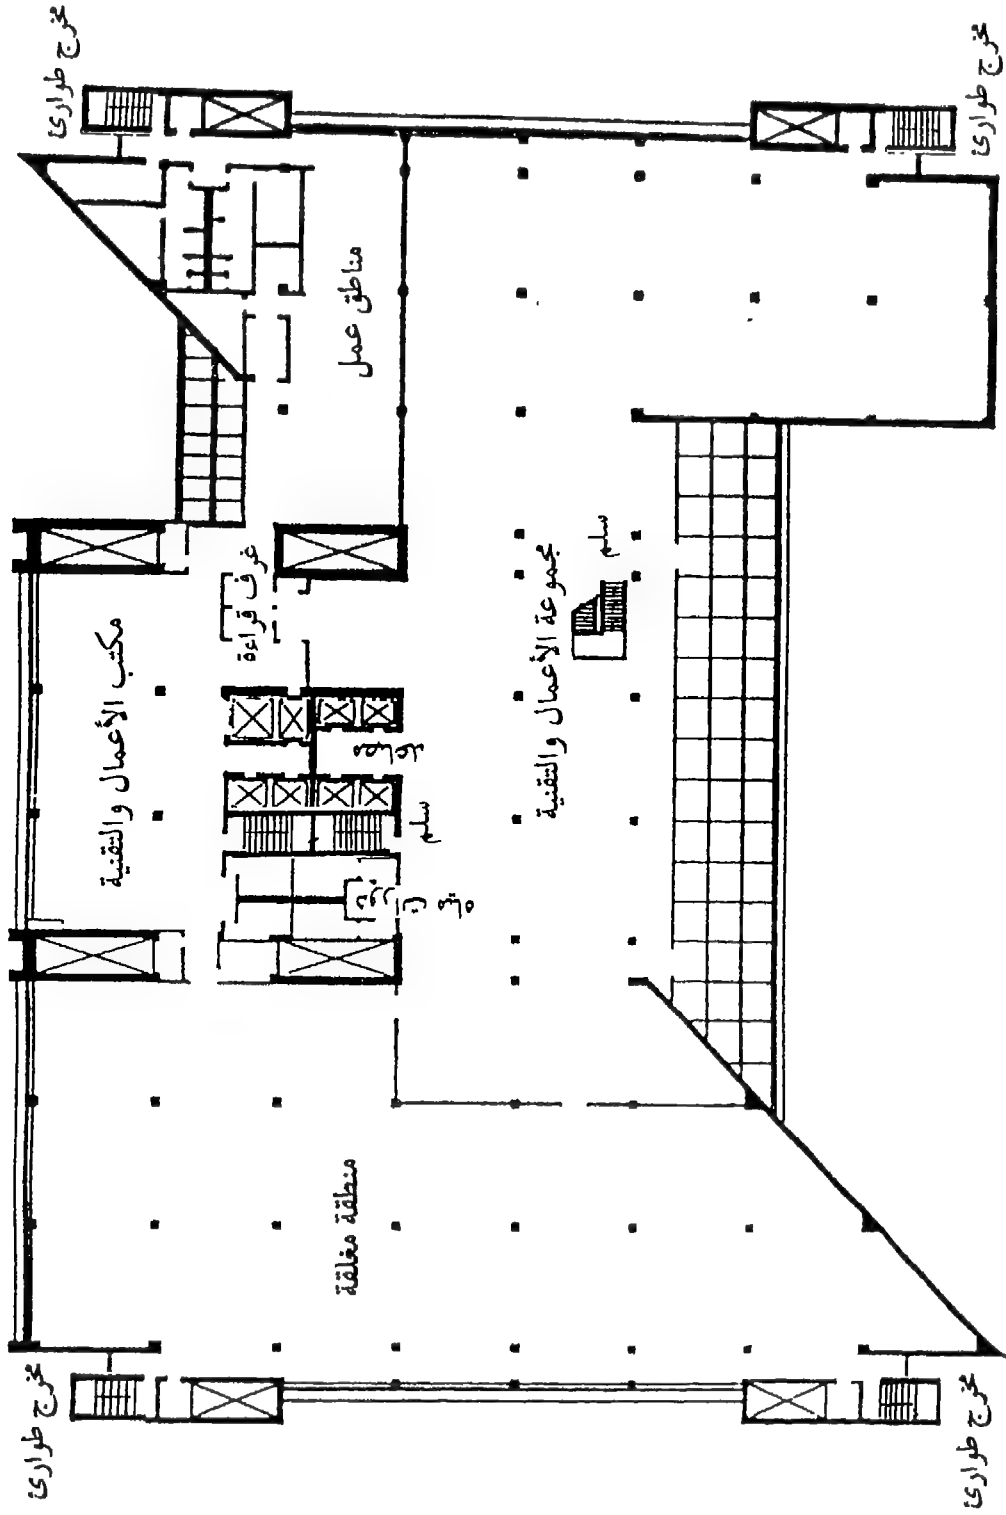 مخرج طوارئ
مخرج طوارئ
مكتب الأعمال والتقنية
غرف
قراءة
مناطق عمل
منطقة مغلقة
مصاعد
سلم
مجموعة الأعمال والتقنية
سلم
مخرج طوارئ
مخرج طوارئ